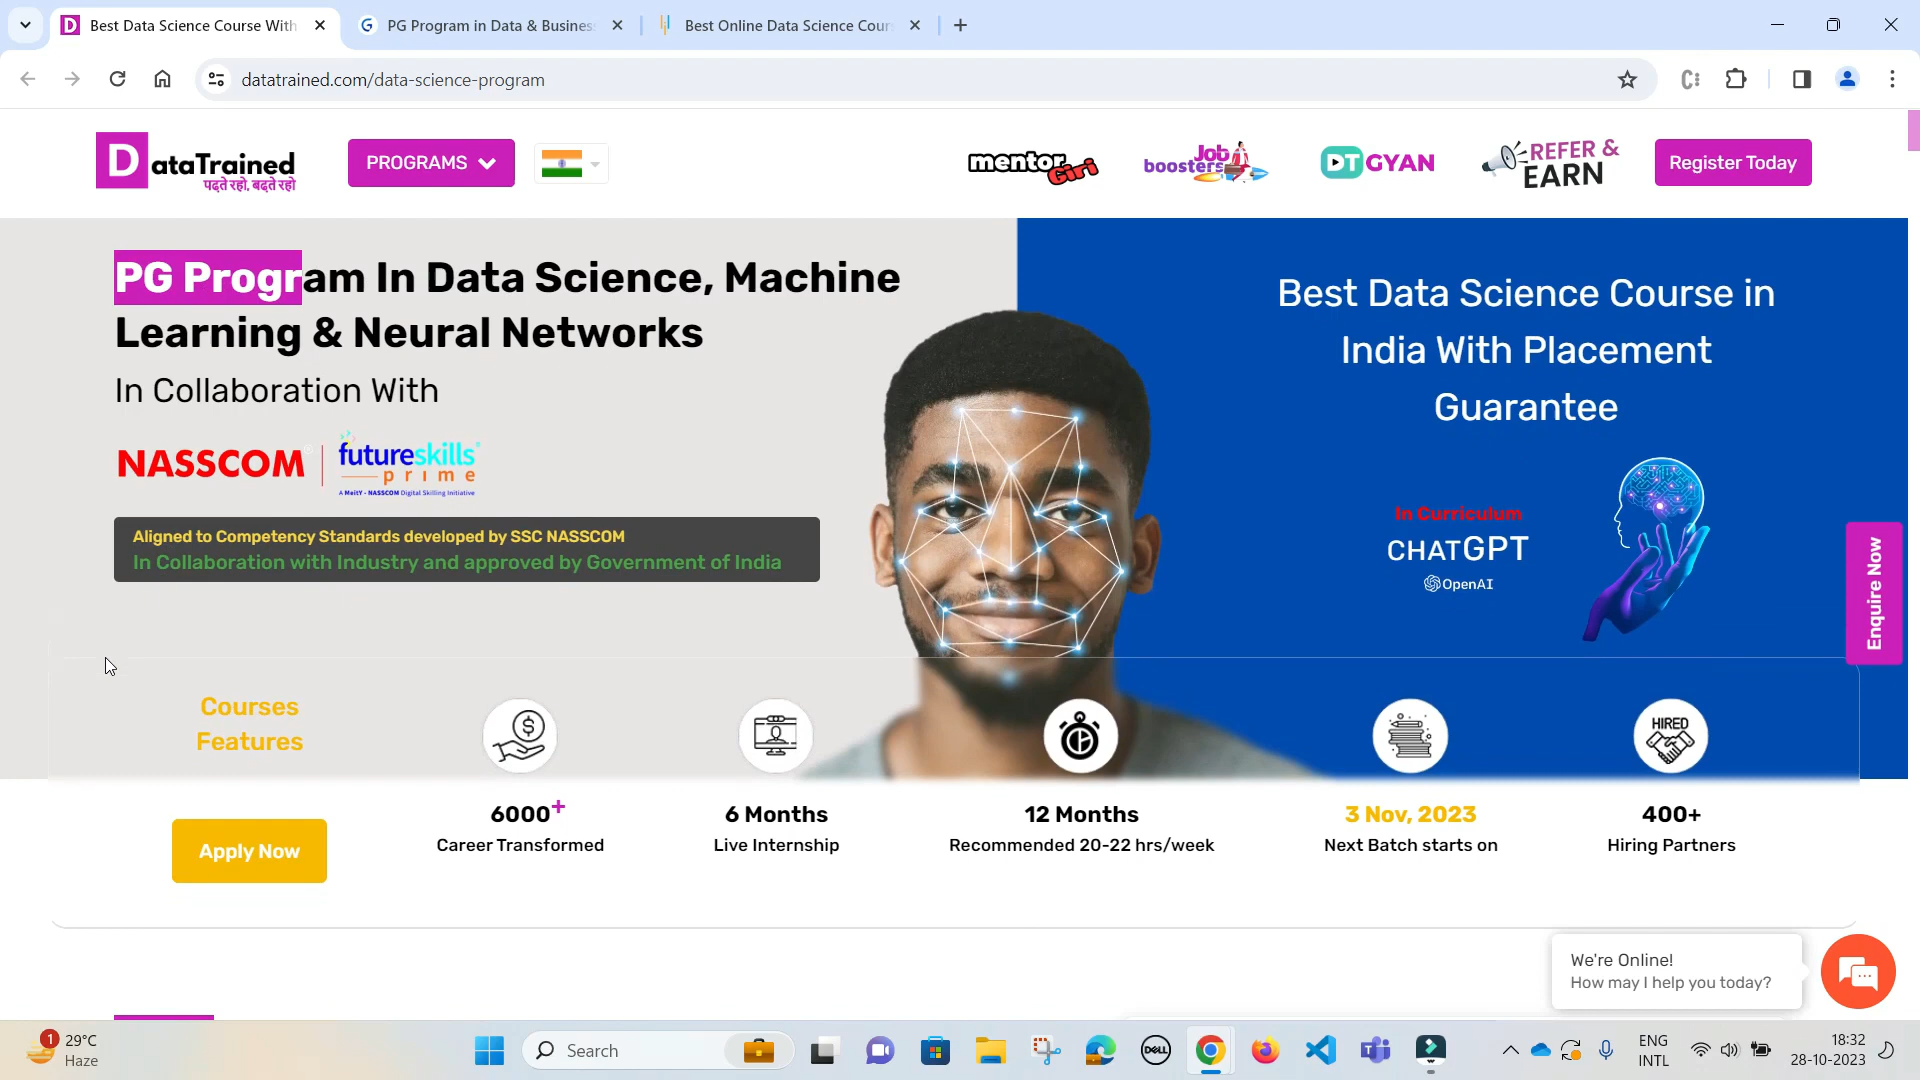 Best Data Science Course With
PG Program in Data & Busines
Best Online Data Science Cour
datatrained.com/data-science-program
DataTrained
पढ़ते रहो, बढ़ते रहो
PROGRAMS
mentor Giri
Job boosters
DT GYAN
REFER & EARN
Register Today
PG Program In Data Science, Machine
Learning & Neural Networks
In Collaboration With
NASSCOM
futureskills
prime
A MeitY - NASSCOM Digital Skilling Initiative
Aligned to Competency Standards developed by SSC NASSCOM
In Collaboration with Industry and approved by Government of India
Best Data Science Course in
India With Placement
Guarantee
In Curriculum
CHATGPT
OpenAI
Enquire Now
Courses
Features
HIRED
Apply Now
6000+
Career Transformed
6 Months
Live Internship
12 Months
Recommended 20-22 hrs/week
3 Nov, 2023
Next Batch starts on
400+
Hiring Partners
We're Online!
How may I help you today?
1
29°C
Haze
Search
DELL
ENG
INTL
18:32
28-10-2023